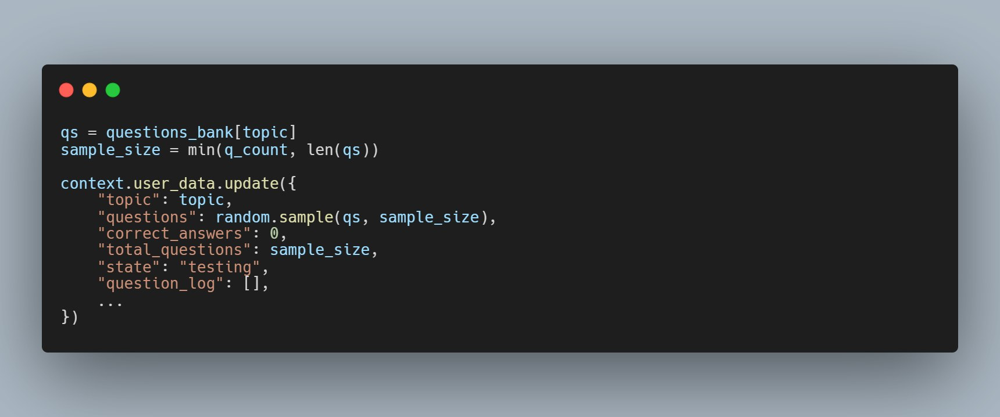 qs = questions_bank[topic]
sample_size = min(q_count, len(qs))

context.user_data.update({
    "topic": topic,
    "questions": random.sample(qs, sample_size),
    "correct_answers": 0,
    "total_questions": sample_size,
    "state": "testing",
    "question_log": [],
    ...
})